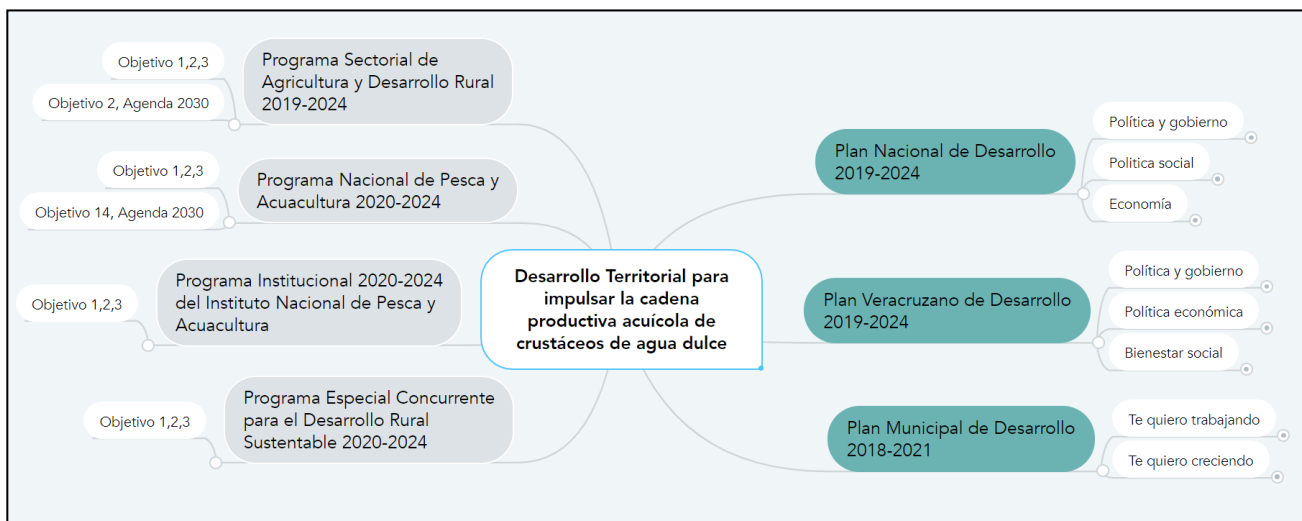 Objetivo 1,2,3
Objetivo 2, Agenda 2030
Programa Sectorial de
Agricultura y Desarrollo Rural
2019-2024
Objetivo 1,2,3
Objetivo 14, Agenda 2030
Programa Nacional de Pesca y
Acuacultura 2020-2024
Objetivo 1,2,3
Programa Institucional 2020-2024
del Instituto Nacional de Pesca y
Acuacultura
Objetivo 1,2,3
Programa Especial Concurrente
para el Desarrollo Rural
Sustentable 2020-2024
Desarrollo Territorial para
impulsar la cadena
productiva acuícola de
crustáceos de agua dulce
Plan Nacional de Desarrollo
2019-2024
Política y gobierno
Politica social
Economía
Plan Veracruzano de Desarrollo
2019-2024
Política y gobierno
Política económica
Bienestar social
Plan Municipal de Desarrollo
2018-2021
Te quiero trabajando
Te quiero creciendo